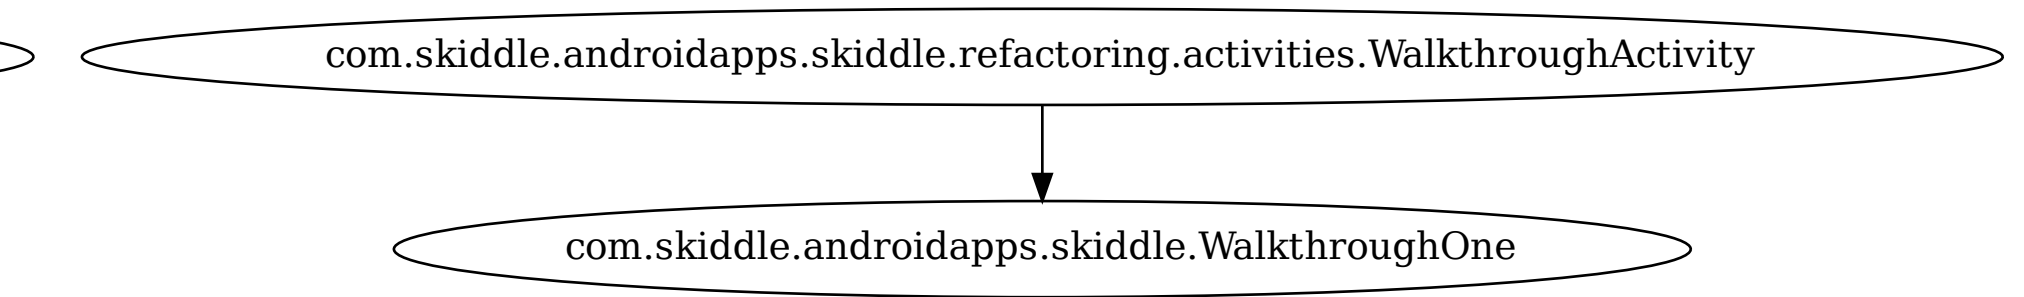 com.skiddle.androidapps.skiddle.refactoring.activities.WalkthroughActivity
com.skiddle.androidapps.skiddle.WalkthroughOne